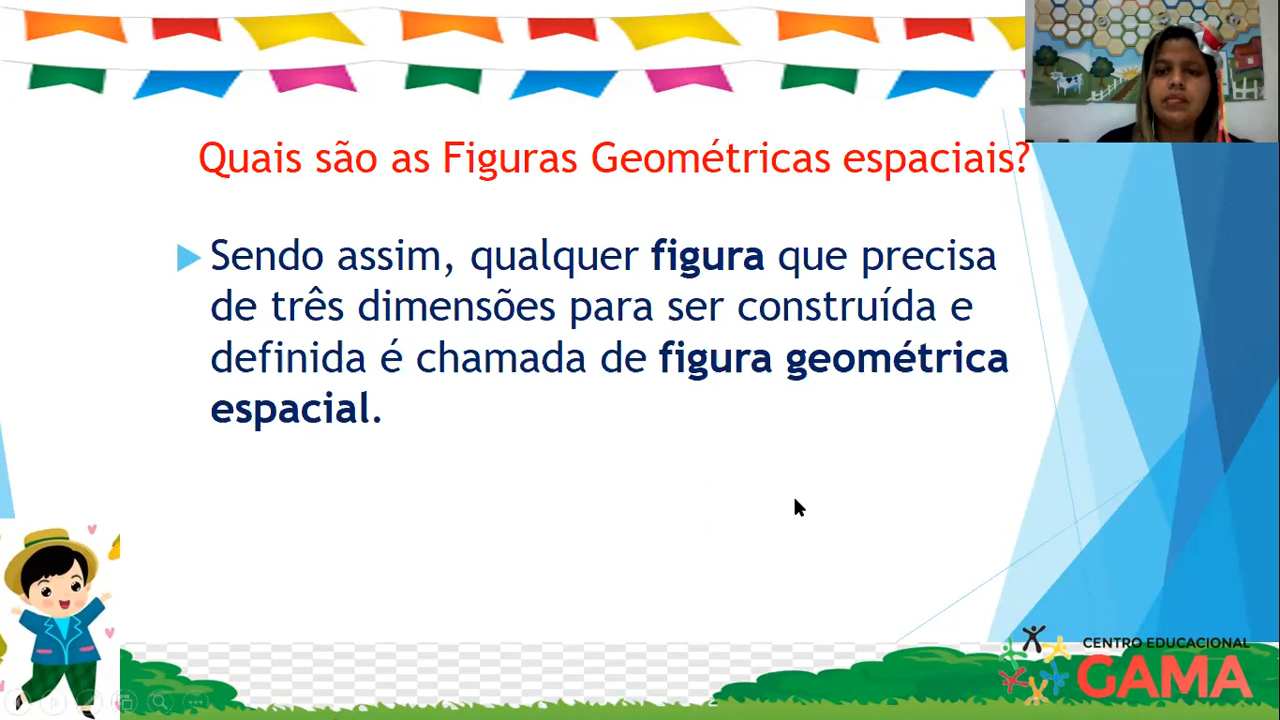 Quais são as Figuras Geométricas espaciais?
Sendo assim, qualquer figura que precisa
de três dimensões para ser construída e
definida é chamada de figura geométrica
espacial.
CENTRO EDUCACIONAL
GAMA